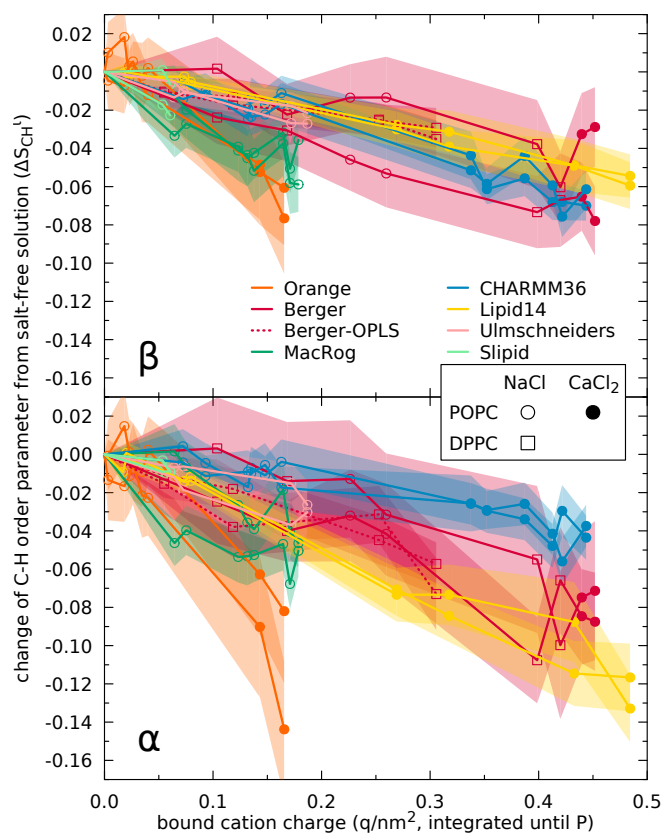 change of C-H order parameter from salt-free solution (ΔS_CH^i)
0.02
0.00
-0.02
-0.04
-0.06
-0.08
-0.10
-0.12
-0.14
-0.16
Orange
Berger
Berger-OPLS
MacRog
CHARMM36
Lipid14
Ulmschneiders
Slipid
β
NaCl CaCl₂
POPC
DPPC
0.02
0.00
-0.02
-0.04
-0.06
-0.08
-0.10
-0.12
-0.14
-0.16
α
0.0 0.1 0.2 0.3 0.4 0.5
bound cation charge (q/nm², integrated until P)